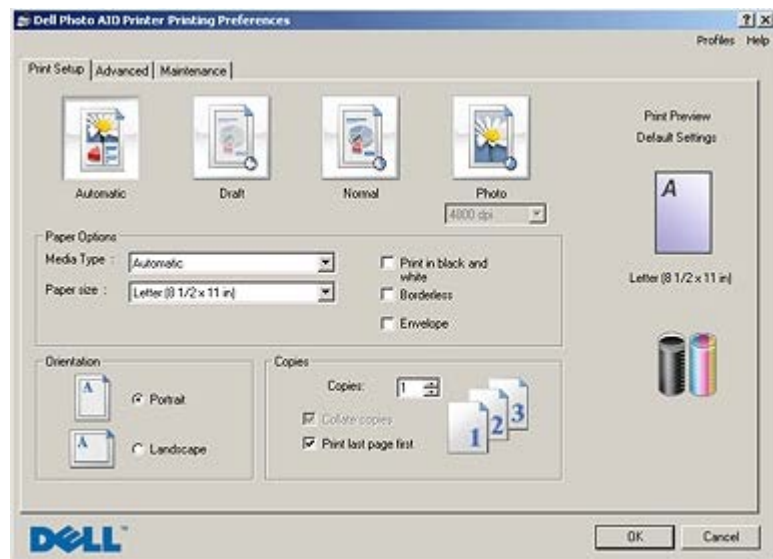 Dell Photo AIO Printer Printing Preferences
Profiles Help
Print Setup Advanced Maintenance
Automatic
Draft
Normal
Photo
4800 dpi
Print Preview
Default Settings
A
Letter (8 1/2 x 11 in)
Paper Options
Media Type : Automatic
Paper size : Letter (8 1/2 x 11 in)
Print in black and
white
Borderless
Envelope
Orientation
A Portrait
A Landscape
Copies
Copies: 1
Collate copies
Print last page first
1 2 3
DELL™
OK Cancel